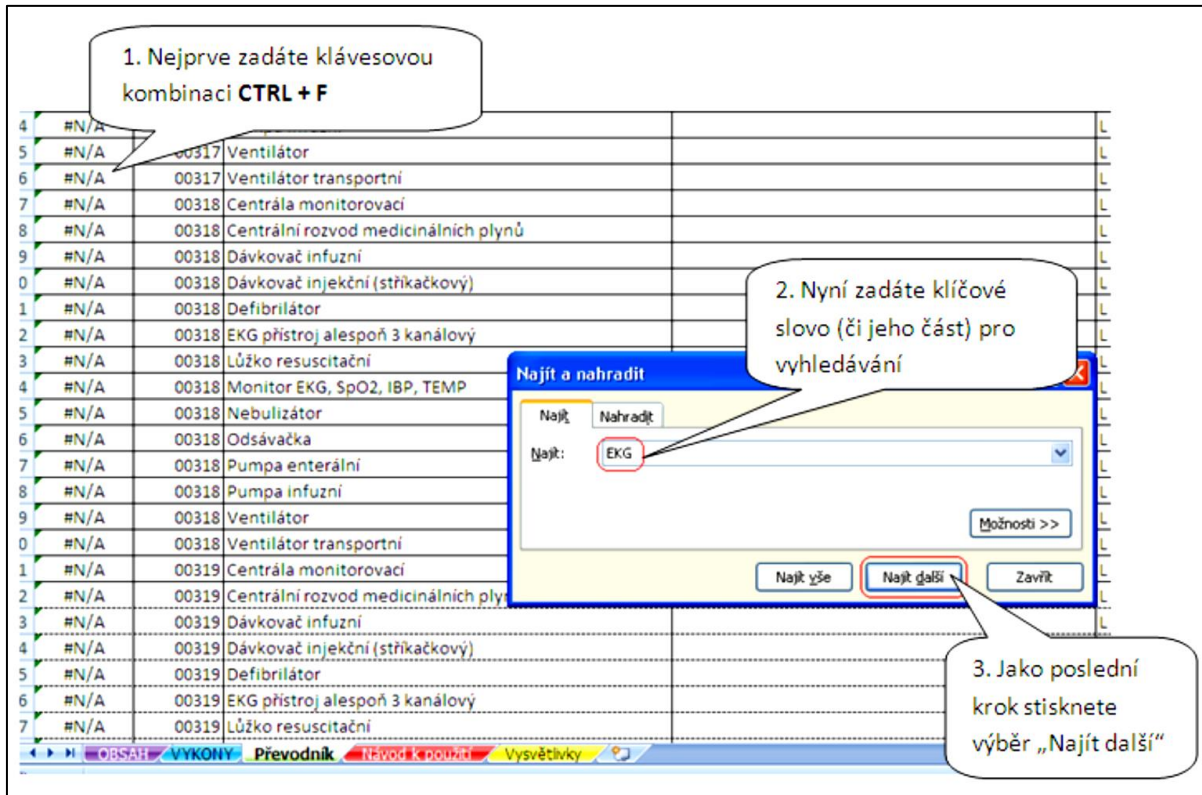 1. Nejprve zadáte klávesovou
kombinaci CTRL + F
4 #N/A L
5 #N/A 00317 Ventilátor L
6 #N/A 00317 Ventilátor transportní L
7 #N/A 00318 Centrála monitorovací L
8 #N/A 00318 Centrální rozvod medicinálních plynů L
9 #N/A 00318 Dávkovač infuzní L
0 #N/A 00318 Dávkovač injekční (stříkačkový) L
2. Nyní zadáte klíčové
slovo (či jeho část) pro
vyhledávání
1 #N/A 00318 Defibrilátor L
2 #N/A 00318 EKG přístroj alespoň 3 kanálový L
3 #N/A 00318 Lůžko resuscitační L
4 #N/A 00318 Monitor EKG, SpO2, IBP, TEMP L
5 #N/A 00318 Nebulizátor L
6 #N/A 00318 Odsávačka L
7 #N/A 00318 Pumpa enterální L
8 #N/A 00318 Pumpa infuzní L
9 #N/A 00318 Ventilátor L
0 #N/A 00318 Ventilátor transportní L
1 #N/A 00319 Centrála monitorovací L
2 #N/A 00319 Centrální rozvod medicinálních L
3 #N/A 00319 Dávkovač infuzní L
4 #N/A 00319 Dávkovač injekční (stříkačkový)
5 #N/A 00319 Defibrilátor
6 #N/A 00319 EKG přístroj alespoň 3 kanálový
7 #N/A 00319 Lůžko resuscitační
Najít a nahradit
Najít Nahradit
Najít: EKG
Možnosti >>
Najít vše Najít další Zavřít
3. Jako poslední
krok stisknete
výběr „Najít další“
OBSAH VYKONY Převodník Návod k použití Vysvětlivky